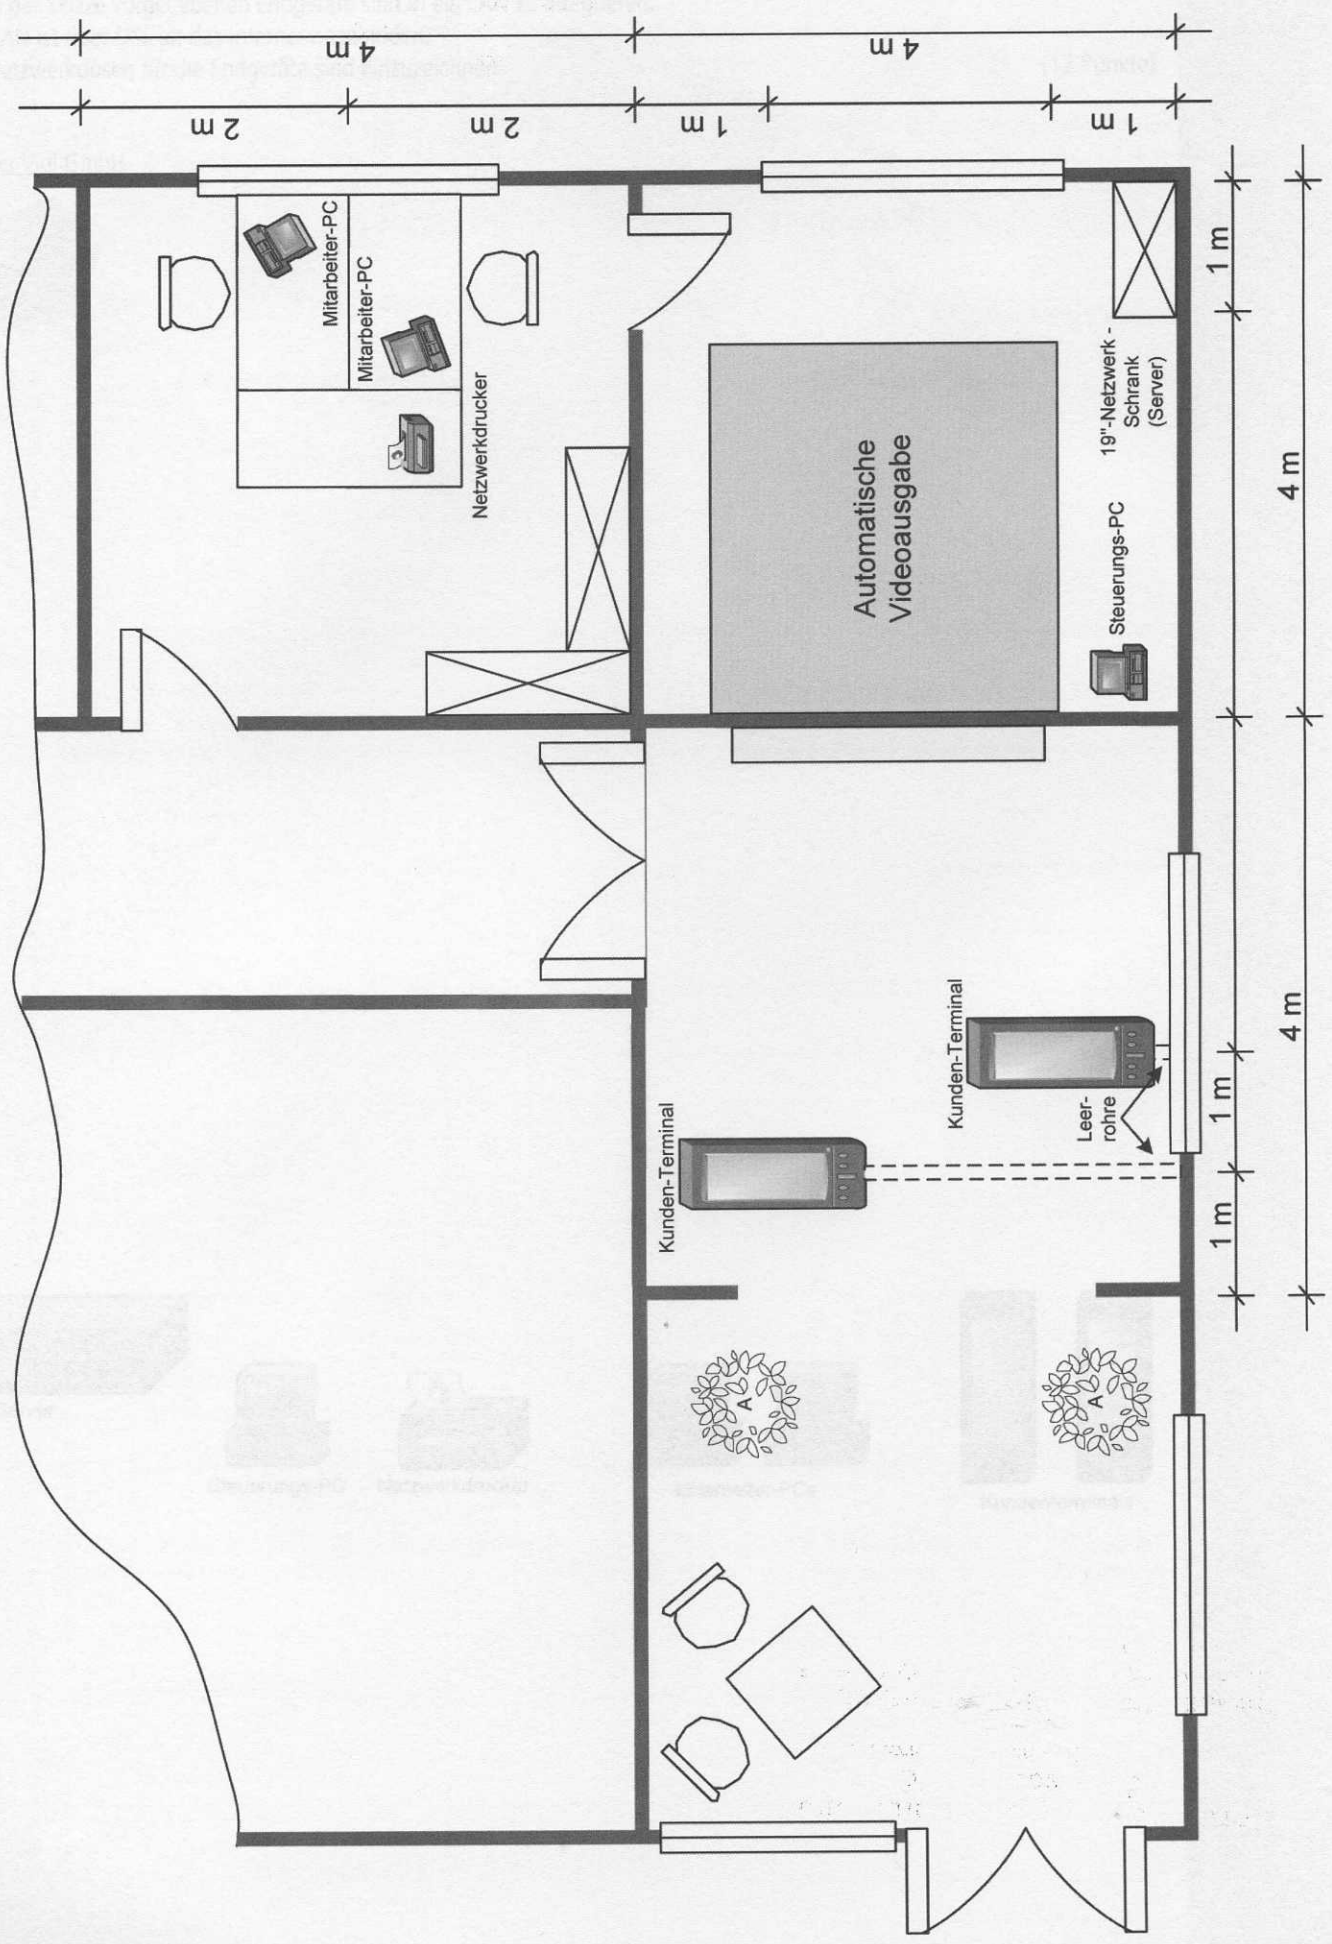 4 m
4 m
2 m
2 m
1 m
1 m
Mitarbeiter-PC
Mitarbeiter-PC
Netzwerkdrucker
Automatische
Videoausgabe
19"-Netzwerk -
Schrank
(Server)
Steuerungs-PC
1 m
4 m
Kunden-Terminal
Kunden-Terminal
Leer-
rohre
1 m
1 m
4 m
A
A